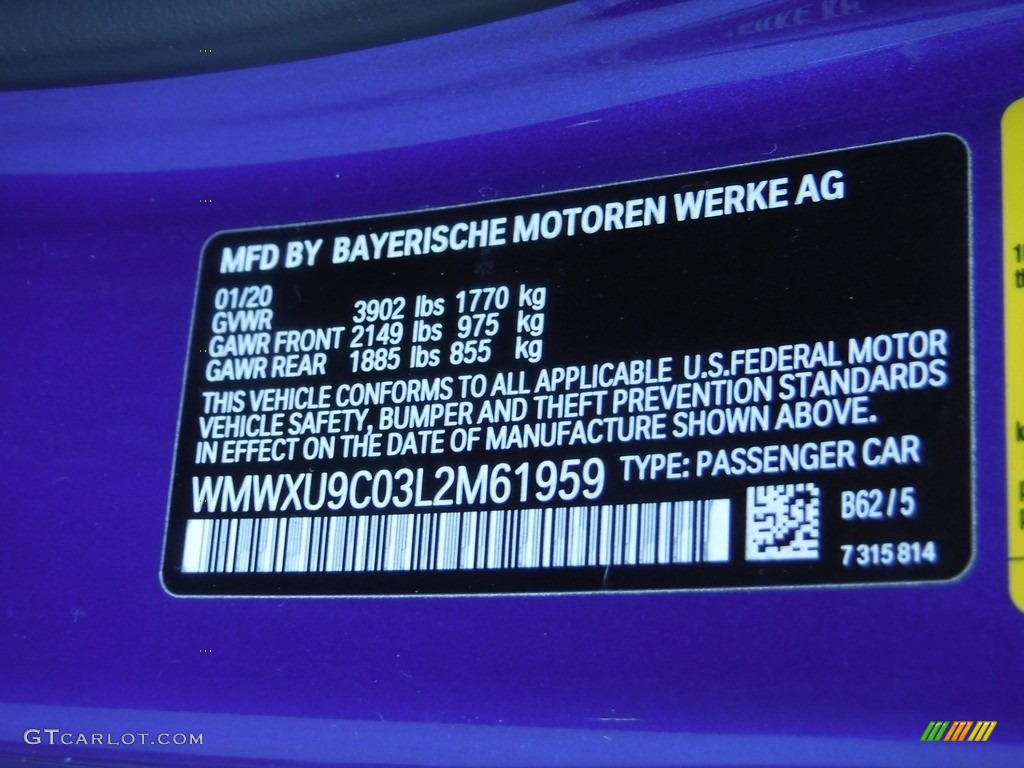 MFD BY BAYERISCHE MOTOREN WERKE AG
01/20
GVWR 3902 lbs 1770 kg
GAWR FRONT 2149 lbs 975 kg
GAWR REAR 1885 lbs 855 kg
THIS VEHICLE CONFORMS TO ALL APPLICABLE U.S.FEDERAL MOTOR
VEHICLE SAFETY, BUMPER AND THEFT PREVENTION STANDARDS
IN EFFECT ON THE DATE OF MANUFACTURE SHOWN ABOVE.
WMWXU9C03L2M61959 TYPE: PASSENGER CAR
B62/5
7 315 814
GTCARLOT.COM